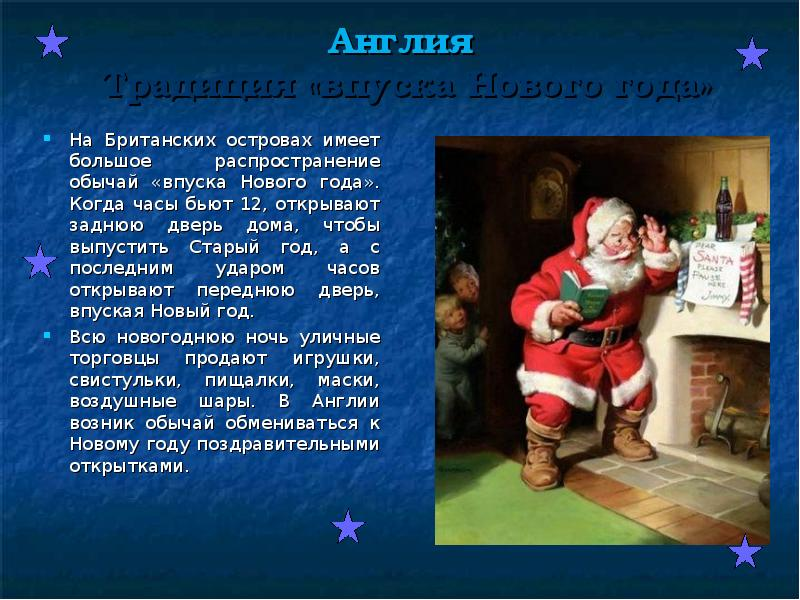 Англия
Традиция «впуска Нового года»
На Британских островах имеет
большое распространение
обычай «впуска Нового года».
Когда часы бьют 12, открывают
заднюю дверь дома, чтобы
выпустить Старый год, а с
последним ударом часов
открывают переднюю дверь,
впуская Новый год.
Всю новогоднюю ночь уличные
торговцы продают игрушки,
свистульки, пищалки, маски,
воздушные шары. В Англии
возник обычай обмениваться к
Новому году поздравительными
открытками.
DEAR
SANTA
PLEASE
PAUSE
HERE
JIMMY